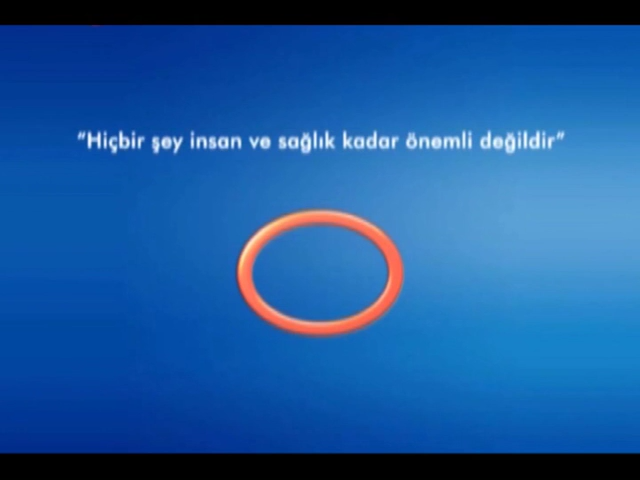 “Hiçbir şey insan ve sağlık kadar önemli değildir”